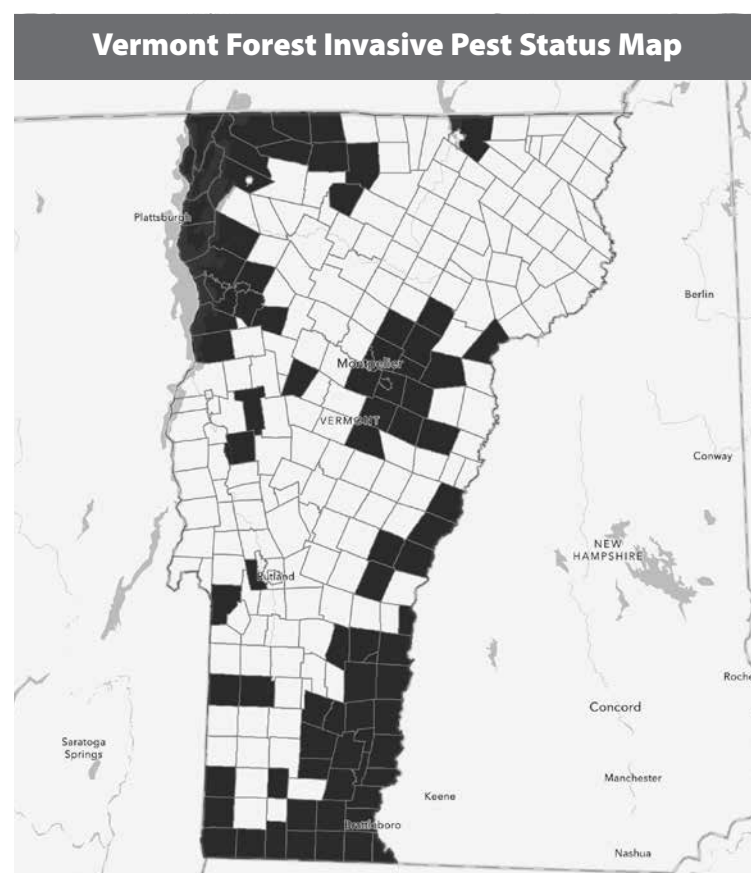 Vermont Forest Invasive Pest Status Map
Plattsburgh
Berlin
Montpelier
VERMONT
Conway
NEW
HAMPSHIRE
Rutland
Concord
Saratoga
Springs
Manchester
Keene
Brattleboro
Nashua